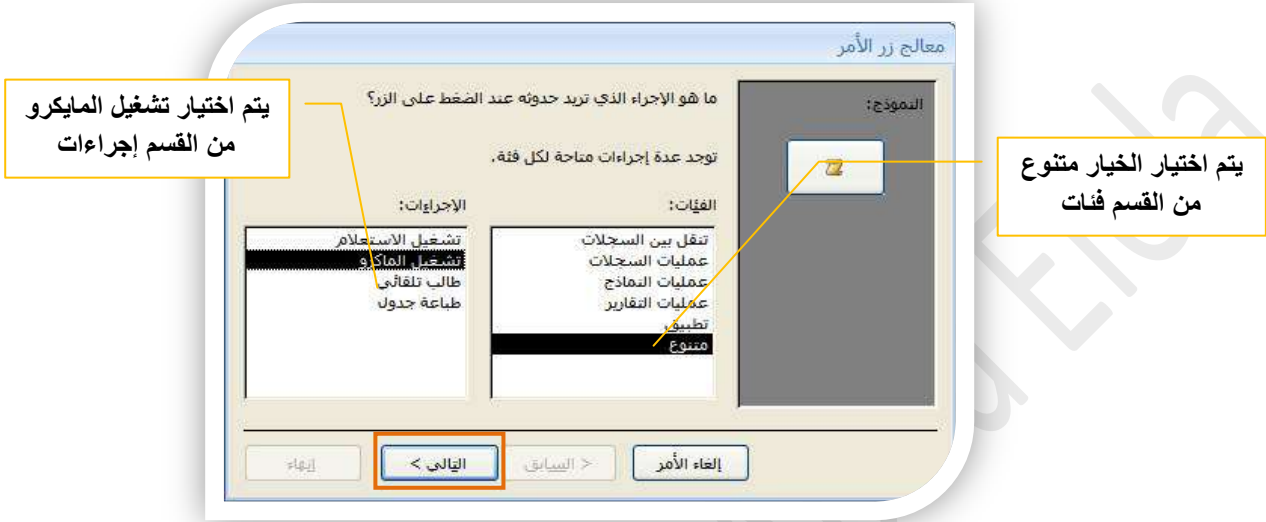 معالج زر الأمر
النموذج:
ما هو الإجراء الذي تريد حدوثه عند الضغط على الزر؟
توجد عدة إجراءات متاحة لكل فئة.
الفئات:
تنقل بين السجلات
عمليات السجلات
عمليات النماذج
عمليات التقارير
تطبيق
متنوع
الإجراءات:
تشغيل الاستعلام
تشغيل الماكرو
طالب تلقائي
طباعة جدول
إلغاء الأمر
< السابق
التالي >
إنهاء
يتم اختيار الخيار متنوع
من القسم فئات
يتم اختيار تشغيل المايكرو
من القسم إجراءات